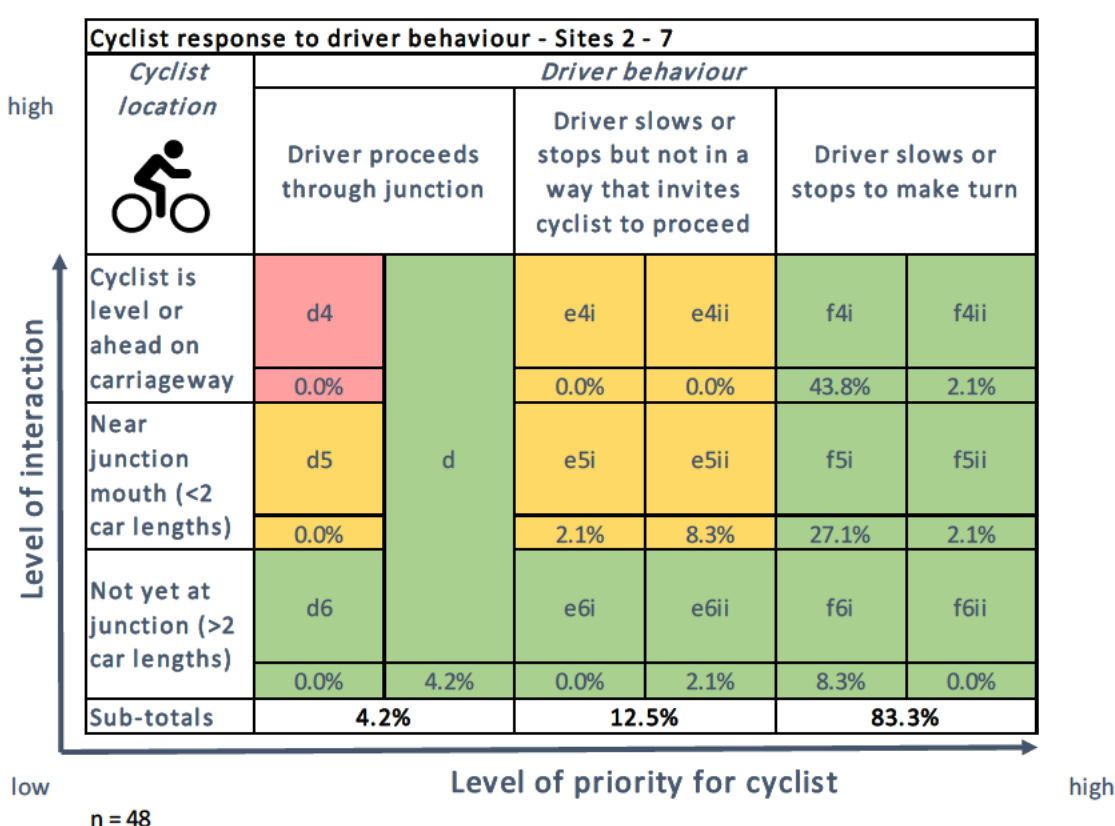 Cyclist response to driver behaviour - Sites 2 - 7
Cyclist
location
Driver behaviour
high
Driver proceeds
through junction
Driver slows or
stops but not in a
way that invites
cyclist to proceed
Driver slows or
stops to make turn
Cyclist is
level or
ahead on
carriageway
d4
e4i
e4ii
f4i
f4ii
0.0%
0.0%
0.0%
43.8%
2.1%
Near
junction
mouth (<2
car lengths)
d5
d
e5i
e5ii
f5i
f5ii
0.0%
2.1%
8.3%
27.1%
2.1%
Not yet at
junction (>2
car lengths)
d6
e6i
e6ii
f6i
f6ii
0.0%
4.2%
0.0%
2.1%
8.3%
0.0%
Sub-totals
4.2%
12.5%
83.3%
Level of interaction
low
Level of priority for cyclist
high
n = 48